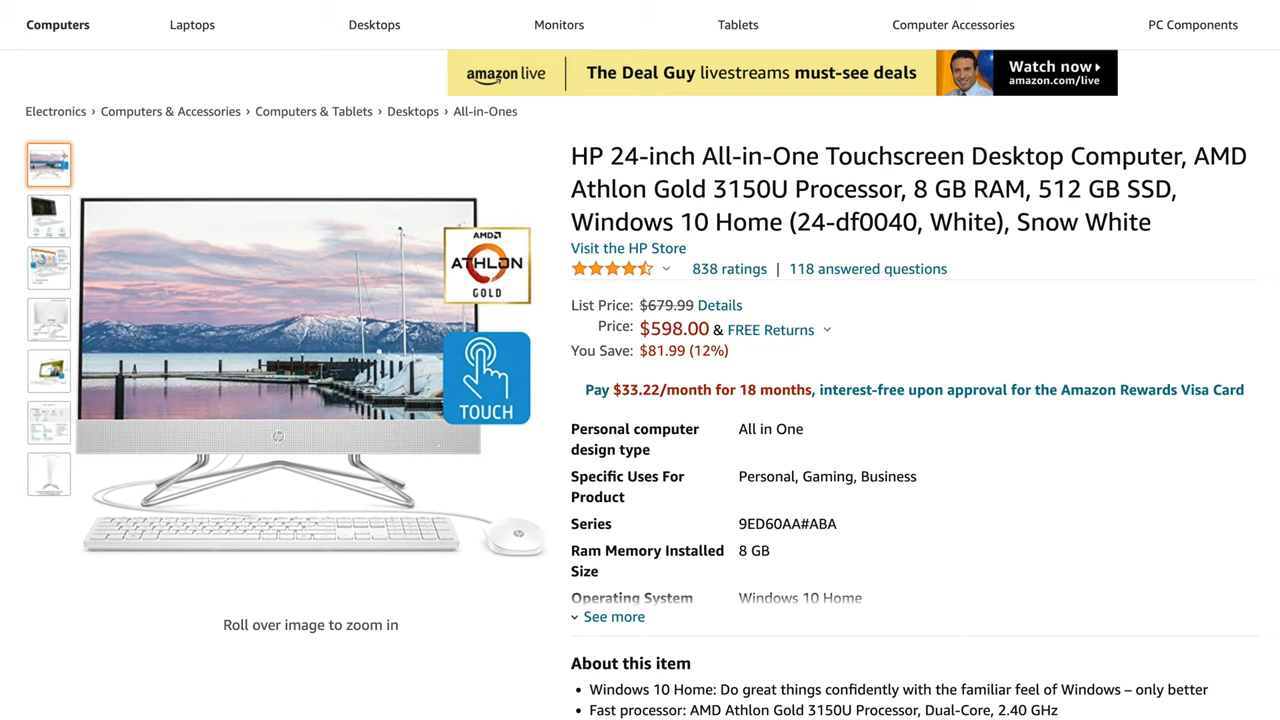 Computers Laptops Desktops Monitors Tablets Computer Accessories PC Components
amazon live The Deal Guy livestreams must-see deals Watch now
amazon.com/live
Electronics › Computers & Accessories › Computers & Tablets › Desktops › All-in-Ones
HP 24-inch All-in-One Touchscreen Desktop Computer, AMD
Athlon Gold 3150U Processor, 8 GB RAM, 512 GB SSD,
Windows 10 Home (24-df0040, White), Snow White
Visit the HP Store
838 ratings | 118 answered questions
List Price: $679.99 Details
Price: $598.00 & FREE Returns
You Save: $81.99 (12%)
Pay $33.22/month for 18 months, interest-free upon approval for the Amazon Rewards Visa Card
Personal computer design type All in One
Specific Uses For Product Personal, Gaming, Business
Series 9ED60AA#ABA
Ram Memory Installed Size 8 GB
Operating System Windows 10 Home
See more
About this item
• Windows 10 Home: Do great things confidently with the familiar feel of Windows – only better
• Fast processor: AMD Athlon Gold 3150U Processor, Dual-Core, 2.40 GHz
AMD
ATHLON
GOLD
TOUCH
hp
Roll over image to zoom in